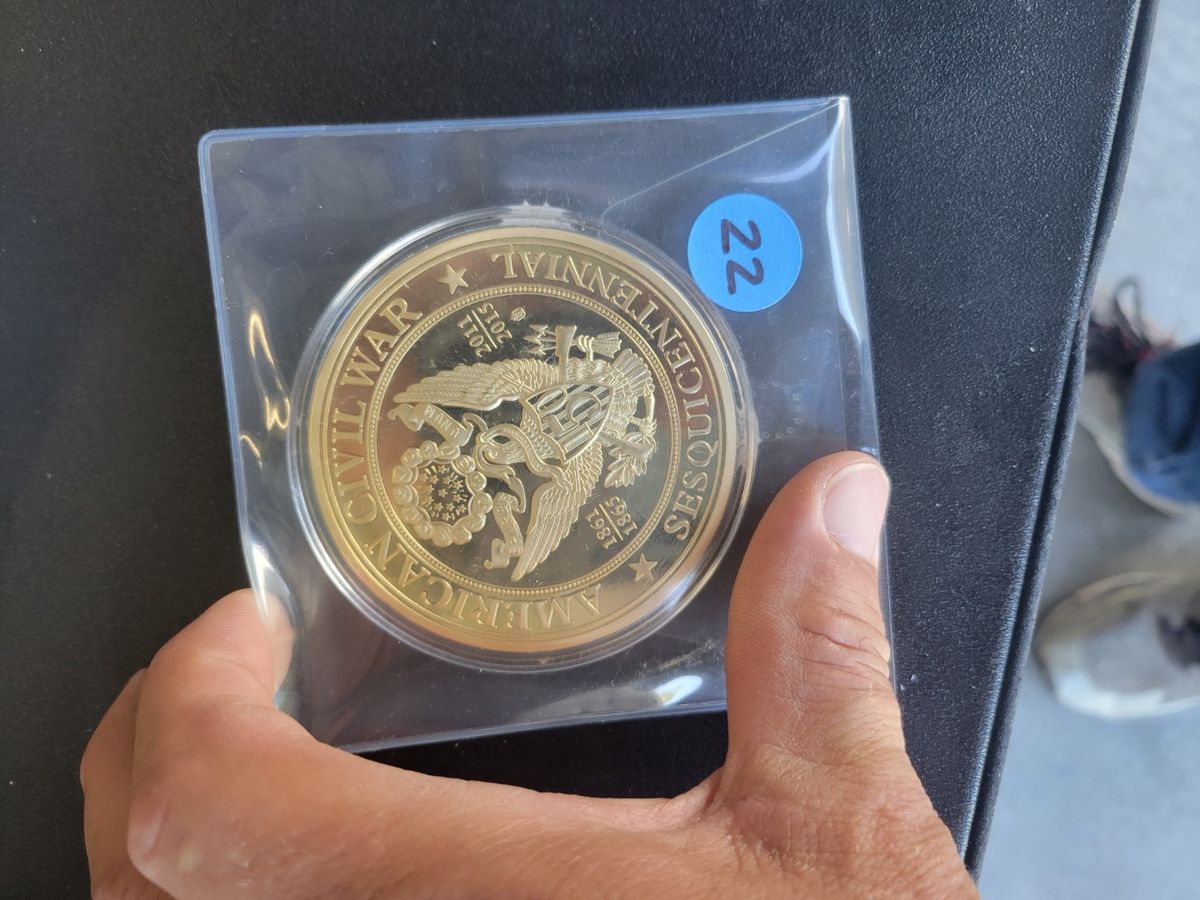 22
AMERICAN CIVIL WAR
SESQUICENTENNIAL
1861
1865
2011
2015